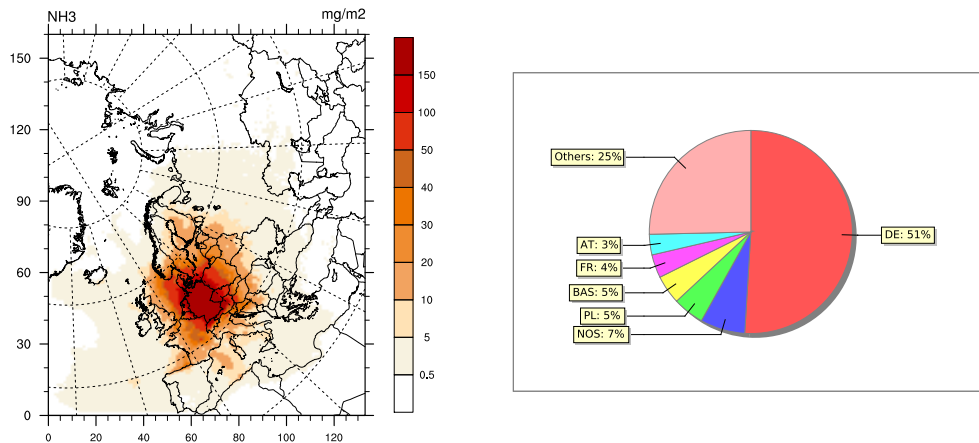 NH3 mg/m2
150
120
90
60
30
0
0 20 40 60 80 100 120
150
100
50
40
30
20
10
5
0.5
Others: 25%
DE: 51%
AT: 3%
FR: 4%
BAS: 5%
PL: 5%
NOS: 7%